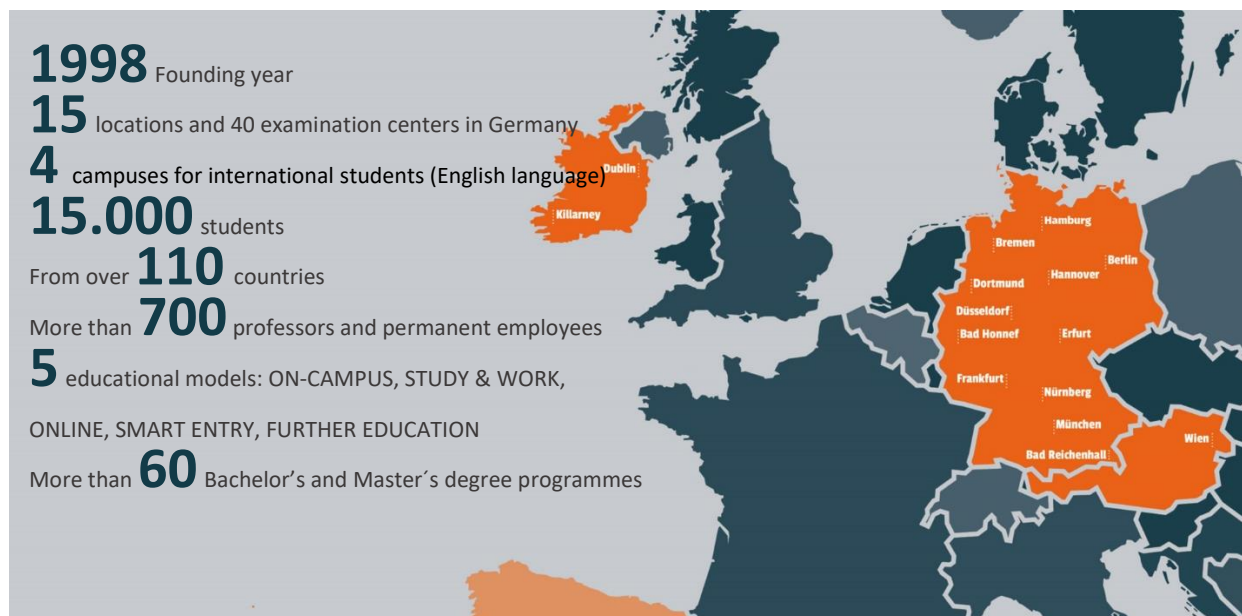 1998 Founding year
15 locations and 40 examination centers in Germany
4 campuses for international students (English language)
15.000 students
From over 110 countries
More than 700 professors and permanent employees
5 educational models: ON-CAMPUS, STUDY & WORK,
ONLINE, SMART ENTRY, FURTHER EDUCATION
More than 60 Bachelor's and Master´s degree programmes
Dublin
Killarney
Hamburg
Bremen
Berlin
Hannover
Dortmund
Düsseldorf
Bad Honnef
Erfurt
Frankfurt
Nürnberg
München
Wien
Bad Reichenhall